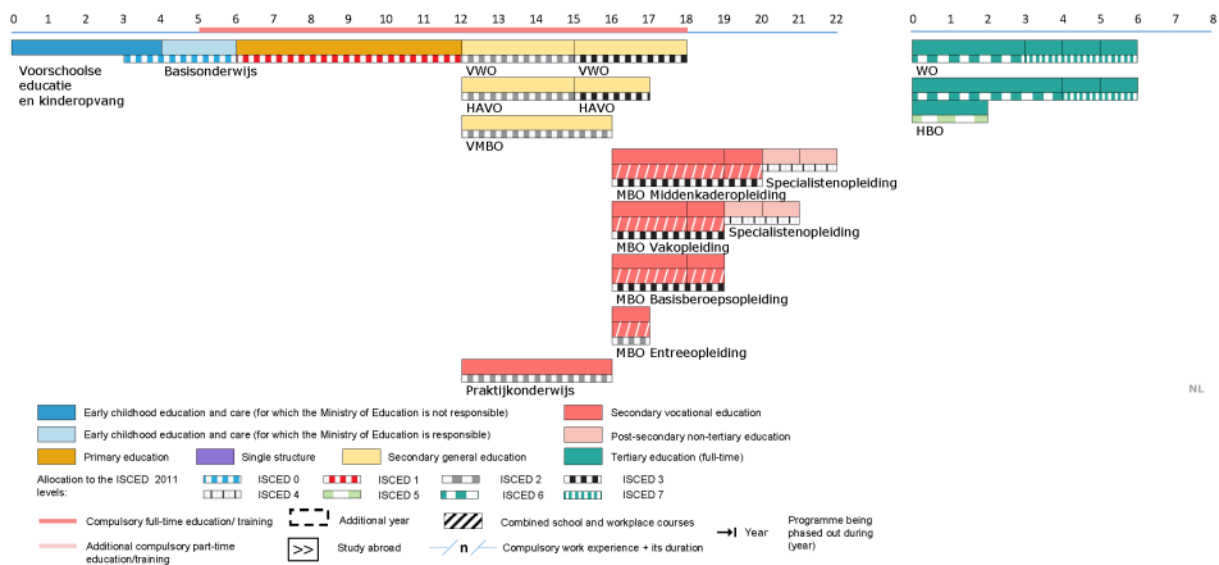 0 1 2 3 4 5 6 7 8 9 10 11 12 13 14 15 16 17 18 19 20 21 22
0 1 2 3 4 5 6 7 8
Voorschoolse
educatie
en kinderopvang
Basisonderwijs
VWO VWO
HAVO HAVO
VMBO
WO
HBO
MBO Middenkaderopleiding
Specialistenopleiding
MBO Vakopleiding
Specialistenopleiding
MBO Basisberoepsopleiding
MBO Entreeopleiding
Praktijkonderwijs
NL
Early childhood education and care (for which the Ministry of Education is not responsible)
Secondary vocational education
Early childhood education and care (for which the Ministry of Education is responsible)
Post-secondary non-tertiary education
Primary education
Single structure
Secondary general education
Tertiary education (full-time)
Allocation to the ISCED 2011
levels:
ISCED 0
ISCED 1
ISCED 2
ISCED 3
ISCED 4
ISCED 5
ISCED 6
ISCED 7
Compulsory full-time education/ training
Additional year
Combined school and workplace courses
Year
Programme being
phased out during
(year)
Additional compulsory part-time
education/training
>>
Study abroad
n
Compulsory work experience + its duration